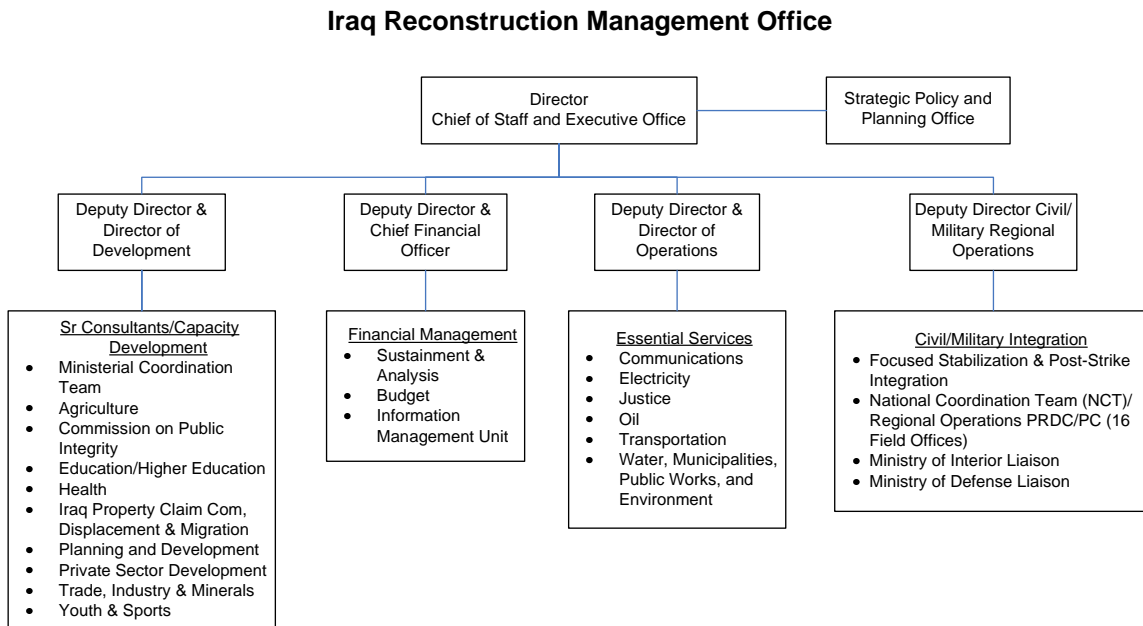 Iraq Reconstruction Management Office
Director
Chief of Staff and Executive Office
Strategic Policy and
Planning Office
Deputy Director &
Director of
Development
Deputy Director &
Chief Financial
Officer
Deputy Director &
Director of
Operations
Deputy Director Civil/
Military Regional
Operations
Sr Consultants/Capacity
Development
• Ministerial Coordination
Team
• Agriculture
• Commission on Public
Integrity
• Education/Higher Education
• Health
• Iraq Property Claim Com,
Displacement & Migration
• Planning and Development
• Private Sector Development
• Trade, Industry & Minerals
• Youth & Sports
Financial Management
• Sustainment &
Analysis
• Budget
• Information
Management Unit
Essential Services
• Communications
• Electricity
• Justice
• Oil
• Transportation
• Water, Municipalities,
Public Works, and
Environment
Civil/Military Integration
• Focused Stabilization & Post-Strike
Integration
• National Coordination Team (NCT)/
Regional Operations PRDC/PC (16
Field Offices)
• Ministry of Interior Liaison
• Ministry of Defense Liaison